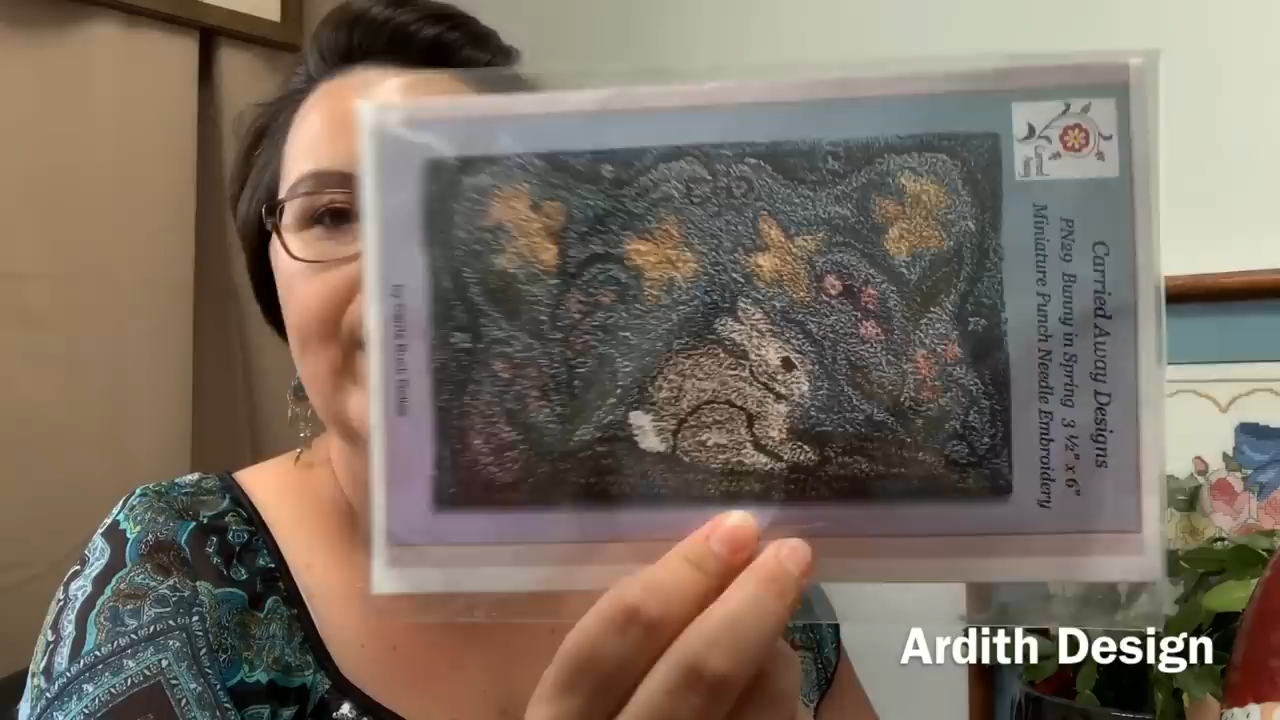 Carried Away Designs
PN29 Bunny in Spring 3 ½" x 6"
Miniature Punch Needle Embroidery
Ardith Design